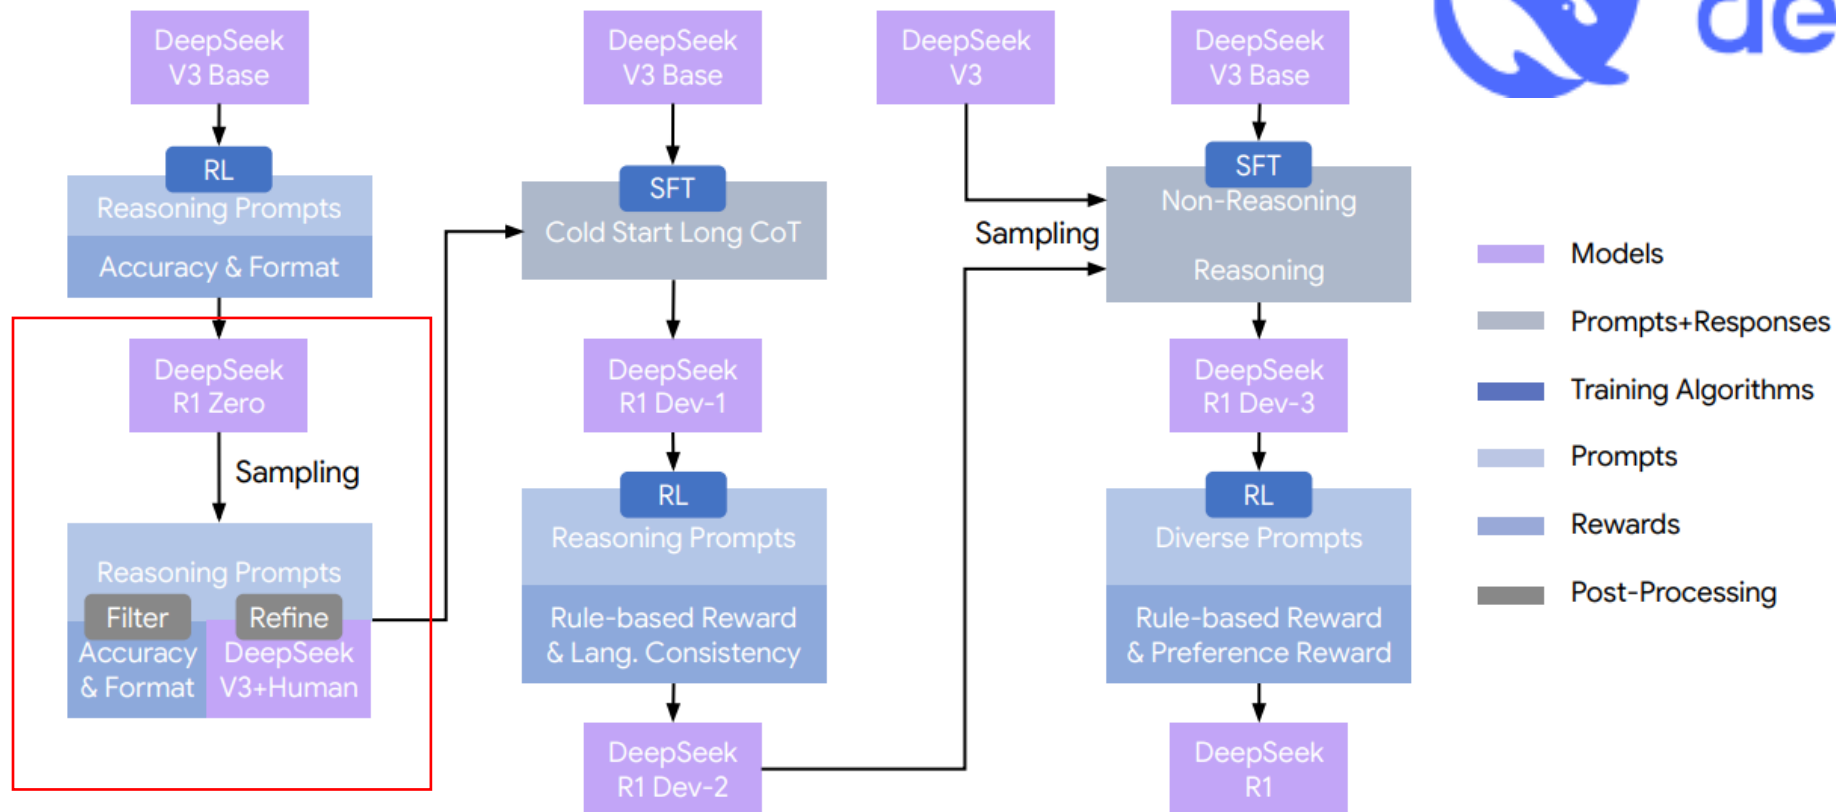 DeepSeek
V3 Base
RL
Reasoning Prompts
Accuracy & Format
DeepSeek
R1 Zero
Sampling
Reasoning Prompts
Filter
Refine
Accuracy
& Format
DeepSeek
V3+Human
DeepSeek
V3 Base
SFT
Cold Start Long CoT
DeepSeek
R1 Dev-1
RL
Reasoning Prompts
Rule-based Reward
& Lang. Consistency
DeepSeek
R1 Dev-2
DeepSeek
V3
Sampling
DeepSeek
V3 Base
SFT
Non-Reasoning
Reasoning
DeepSeek
R1 Dev-3
RL
Diverse Prompts
Rule-based Reward
& Preference Reward
DeepSeek
R1
de
Models
Prompts+Responses
Training Algorithms
Prompts
Rewards
Post-Processing